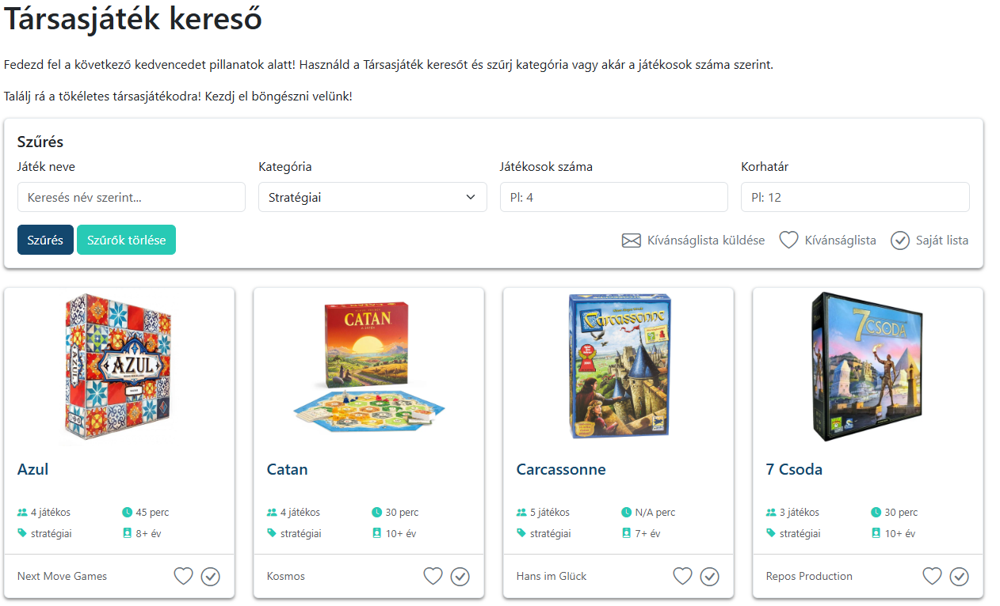 Társasjáték kereső
Fedezd fel a következő kedvencedet pillanatok alatt! Használd a Társasjáték keresőt és szűrj kategória vagy akár a játékosok száma szerint.
Találj rá a tökéletes társasjátékodra! Kezdj el böngészni velünk!
Szűrés
Játék neve
Kategória
Játékosok száma
Korhatár
Keresés név szerint...
Stratégiai
Pl: 4
Pl: 12
Szűrés
Szűrők törlése
Kívánságlista küldése
Kívánságlista
Saját lista
AZUL
AZUL
CATAN
Carcassonne
7 CSODA
Azul
4 játékos
45 perc
stratégiai
8+ év
Next Move Games
Catan
4 játékos
30 perc
stratégiai
10+ év
Kosmos
Carcassonne
5 játékos
N/A perc
stratégiai
7+ év
Hans im Glück
7 Csoda
3 játékos
30 perc
stratégiai
10+ év
Repos Production